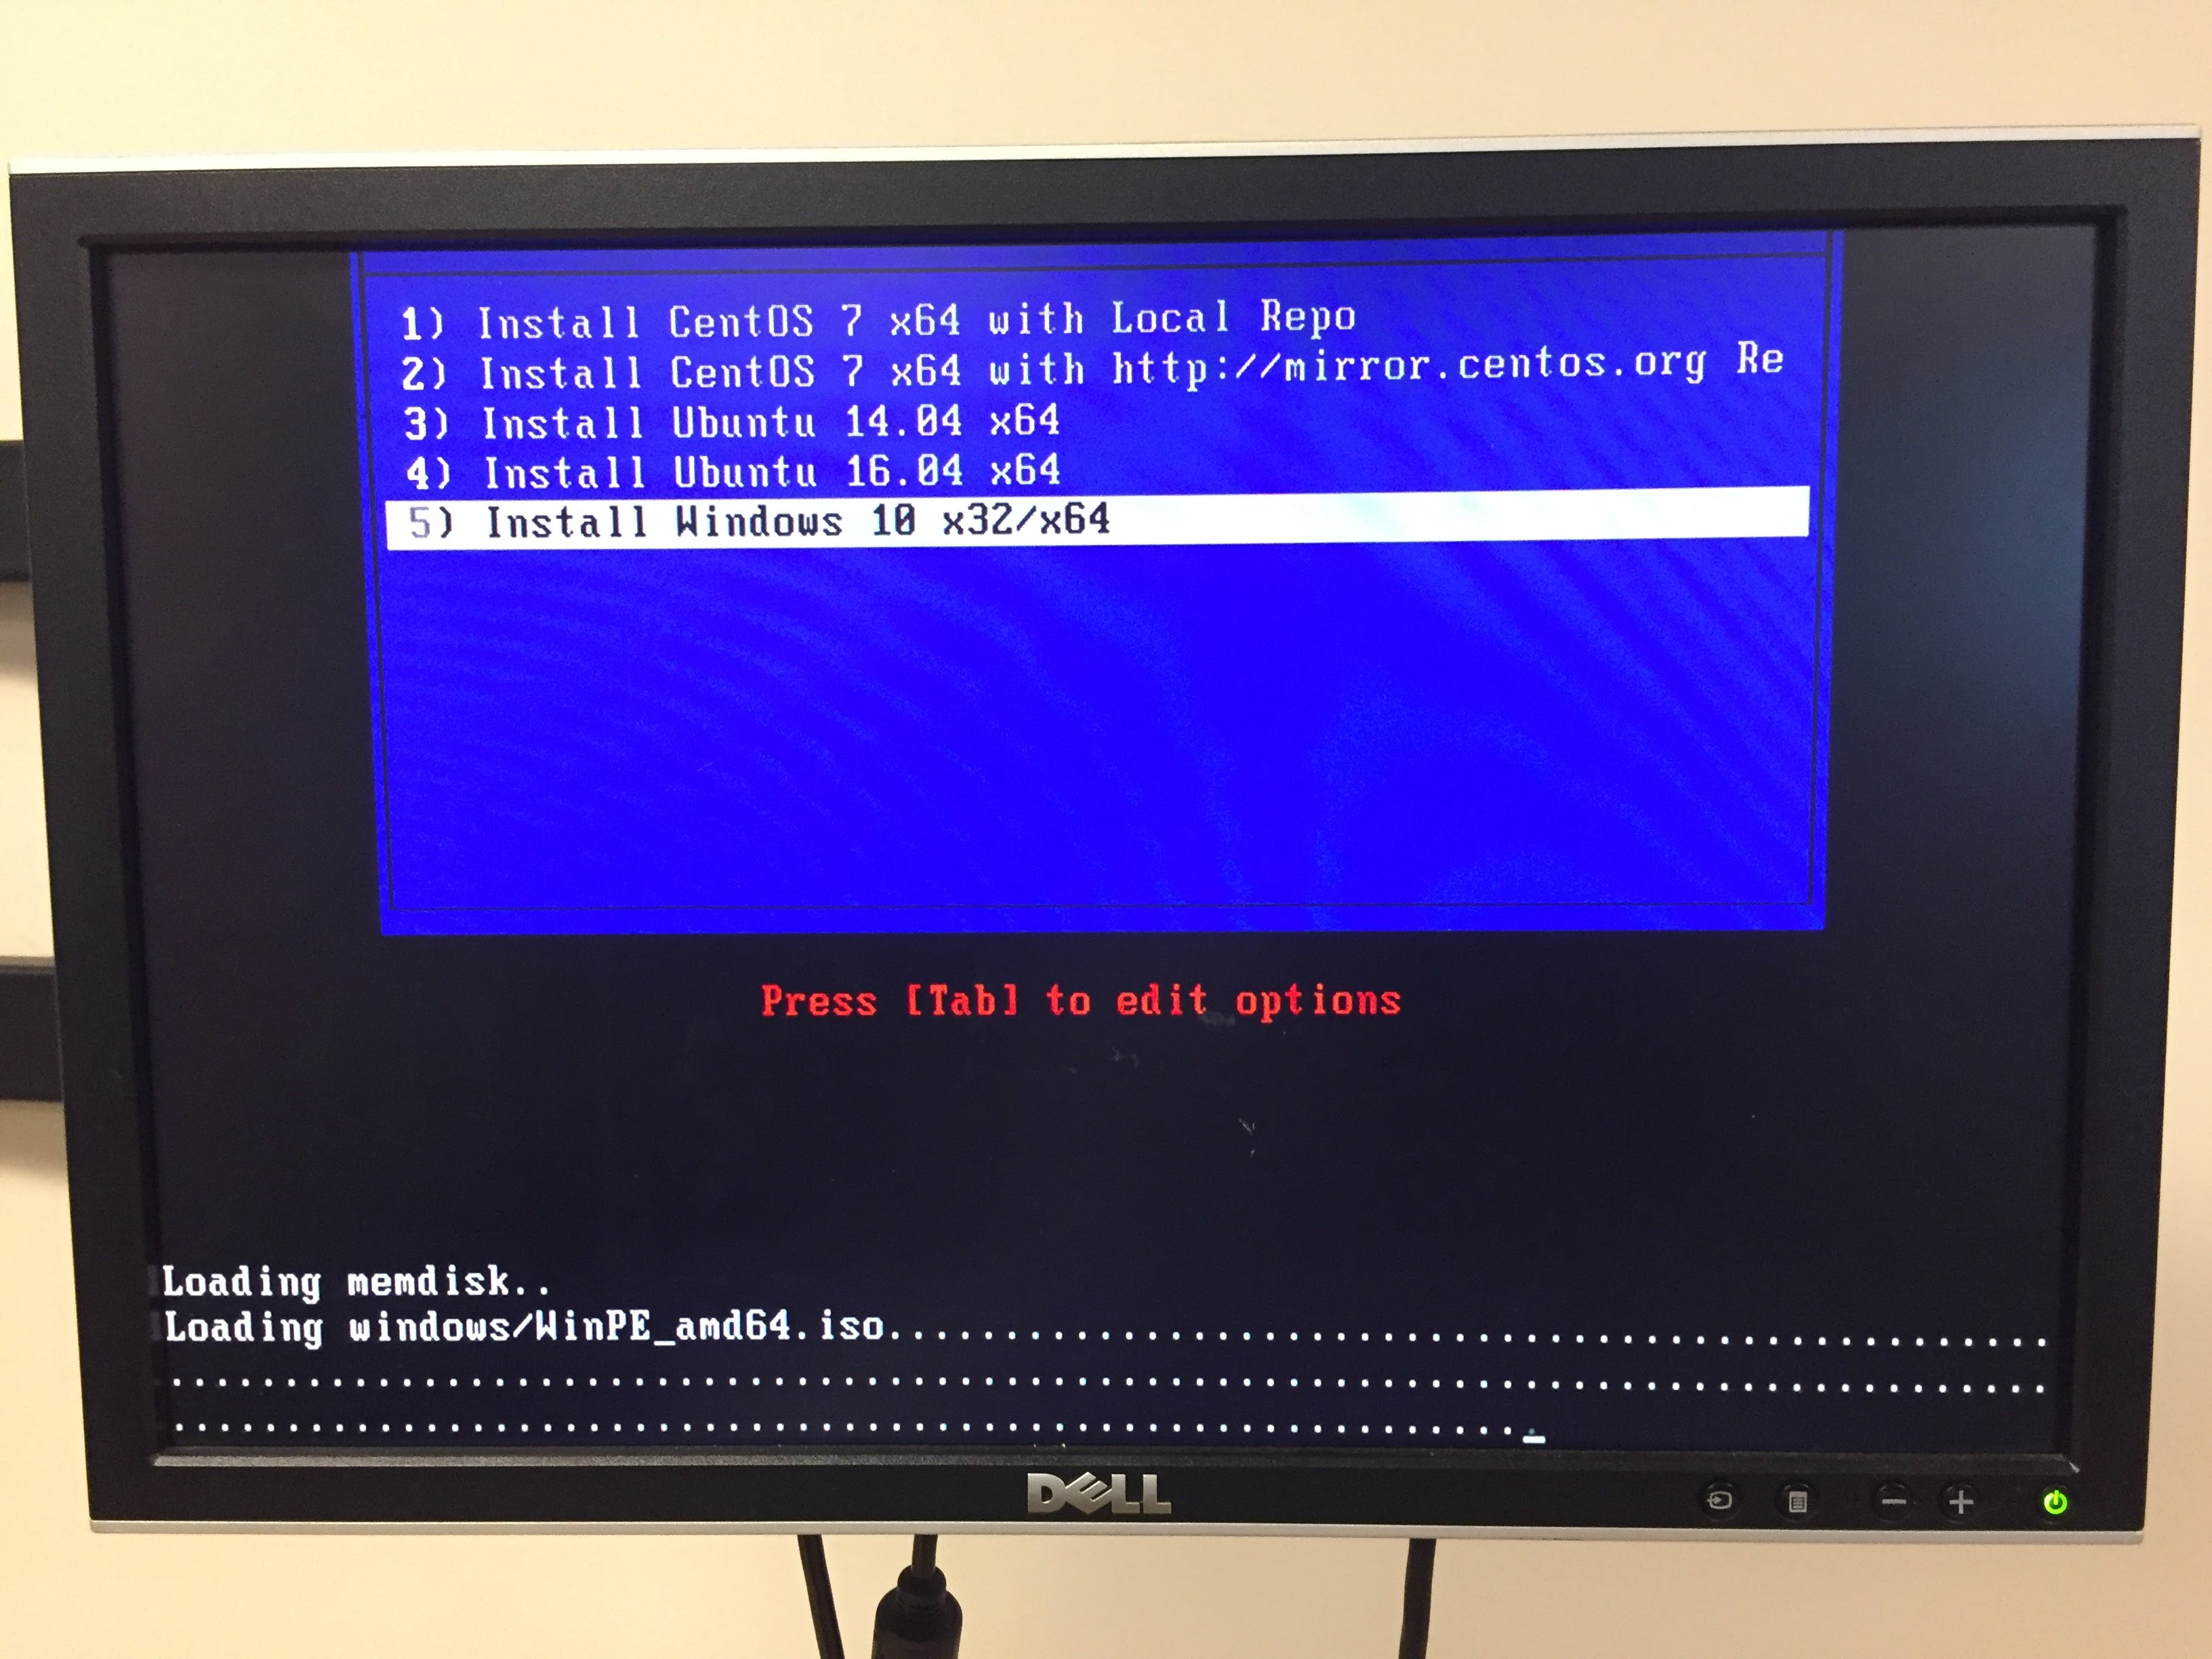 1) Install CentOS 7 x64 with Local Repo
2) Install CentOS 7 x64 with http://mirror.centos.org Re
3) Install Ubuntu 14.04 x64
4) Install Ubuntu 16.04 x64
5) Install Windows 10 x32/x64
Press [Tab] to edit options
Loading memdisk..
Loading windows/WinPE_amd64.iso.................................................
................................................................................
.........................................................._
DELL